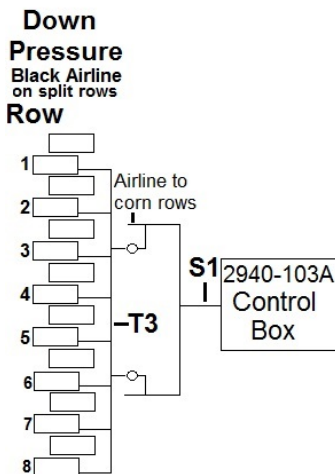 Down
Pressure
Black Airline
on split rows
Row
1
2
3
4
5
6
7
8
Airline to
corn rows
–T3
S1
2940-103A
Control
Box